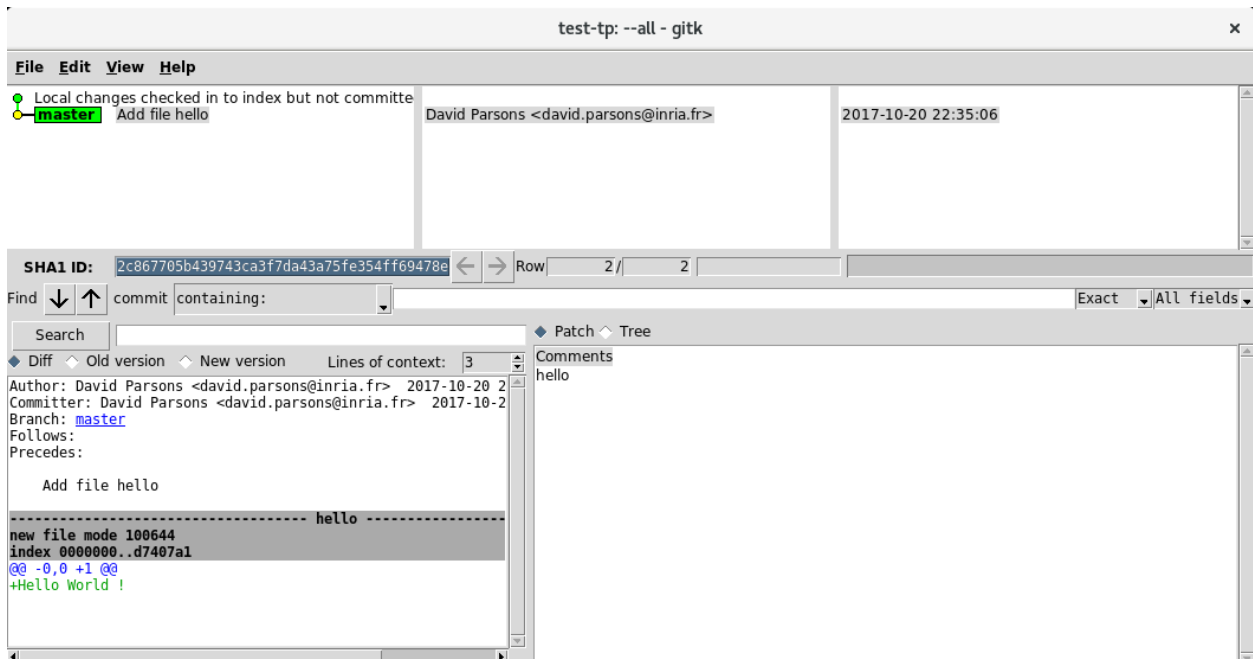 test-tp: --all - gitk
File Edit View Help
Local changes checked in to index but not committe
master Add file hello David Parsons <david.parsons@inria.fr> 2017-10-20 22:35:06
SHA1 ID: 2c867705b439743ca3f7da43a75fe354ff69478e Row 2/ 2
Find commit containing: Exact All fields
Search
Patch Tree
Diff Old version New version Lines of context: 3
Comments
hello
Author: David Parsons <david.parsons@inria.fr> 2017-10-20 2
Committer: David Parsons <david.parsons@inria.fr> 2017-10-2
Branch: master
Follows:
Precedes:
Add file hello
----------------------------------- hello -----------------
new file mode 100644
index 0000000..d7407a1
@@ -0,0 +1 @@
+Hello World !